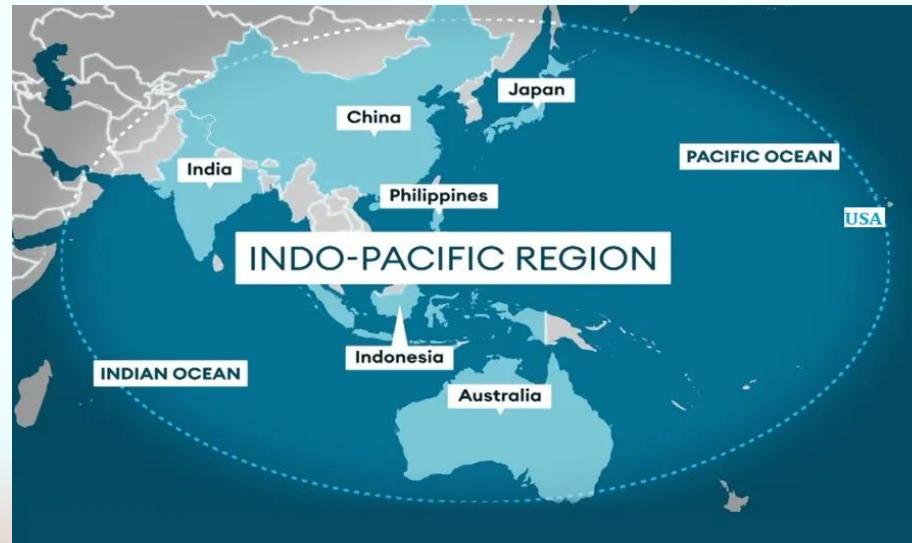 Japan
China
PACIFIC OCEAN
India
Philippines
USA
INDO-PACIFIC REGION
Indonesia
INDIAN OCEAN
Australia